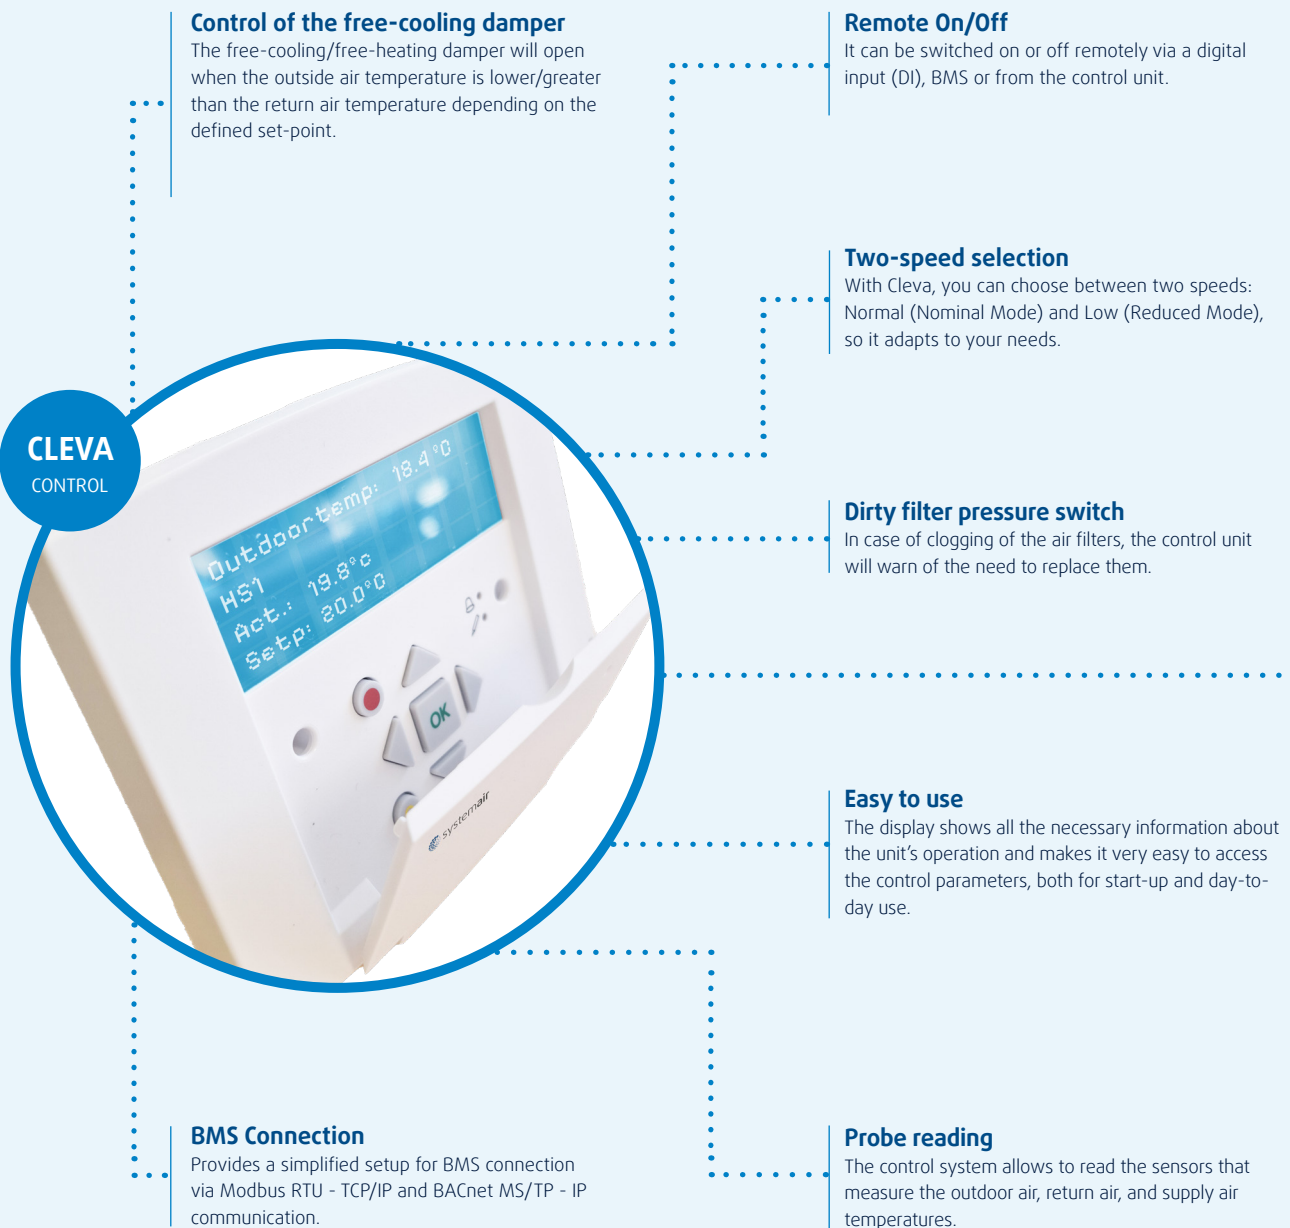 Control of the free-cooling damper
The free-cooling/free-heating damper will open
when the outside air temperature is lower/greater
than the return air temperature depending on the
defined set-point.
Remote On/Off
It can be switched on or off remotely via a digital
input (DI), BMS or from the control unit.
Two-speed selection
With Cleva, you can choose between two speeds:
Normal (Nominal Mode) and Low (Reduced Mode),
so it adapts to your needs.
CLEVA
CONTROL
Outdoortemp: 18.4°C
HS1
Act.: 19.8°C
Setp: 20.0°C
OK
systemair
Dirty filter pressure switch
In case of clogging of the air filters, the control unit
will warn of the need to replace them.
Easy to use
The display shows all the necessary information about
the unit's operation and makes it very easy to access
the control parameters, both for start-up and day-to-
day use.
BMS Connection
Provides a simplified setup for BMS connection
via Modbus RTU - TCP/IP and BACnet MS/TP - IP
communication.
Probe reading
The control system allows to read the sensors that
measure the outdoor air, return air, and supply air
temperatures.